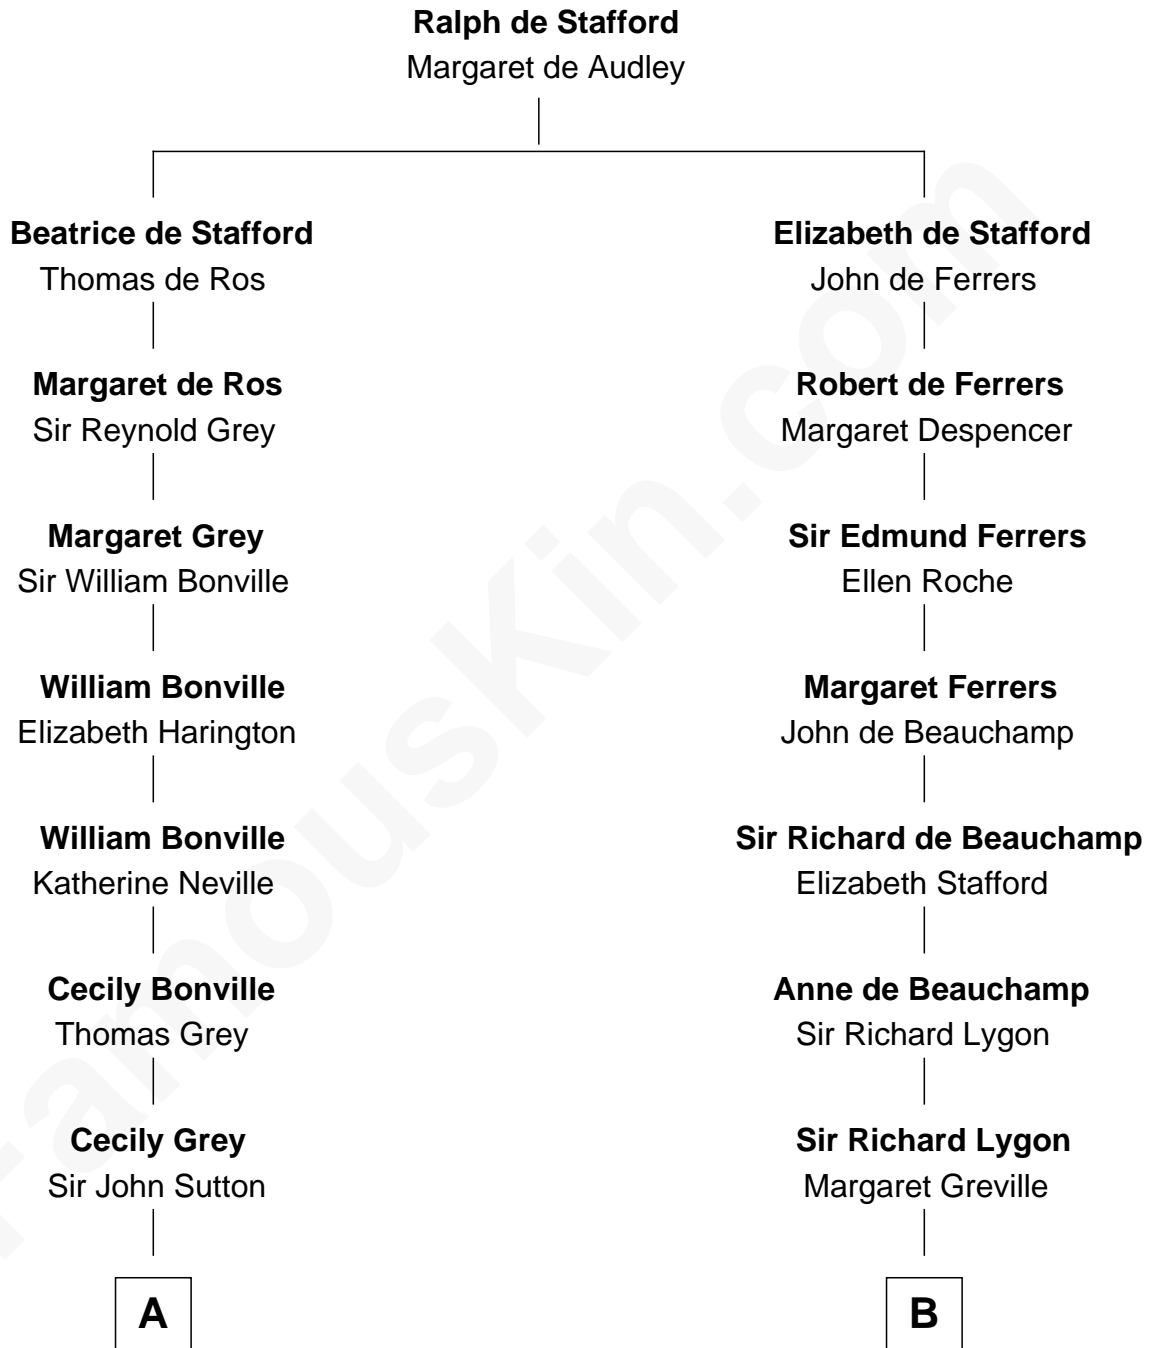 Ralph de Stafford
Margaret de Audley
Beatrice de Stafford
Thomas de Ros
Elizabeth de Stafford
John de Ferrers
Margaret de Ros
Sir Reynold Grey
Robert de Ferrers
Margaret Despencer
Margaret Grey
Sir William Bonville
Sir Edmund Ferrers
Ellen Roche
William Bonville
Elizabeth Harington
Margaret Ferrers
John de Beauchamp
William Bonville
Katherine Neville
Sir Richard de Beauchamp
Elizabeth Stafford
Cecily Bonville
Thomas Grey
Anne de Beauchamp
Sir Richard Lygon
Cecily Grey
Sir John Sutton
Sir Richard Lygon
Margaret Greville
A
B
FamousKin.com